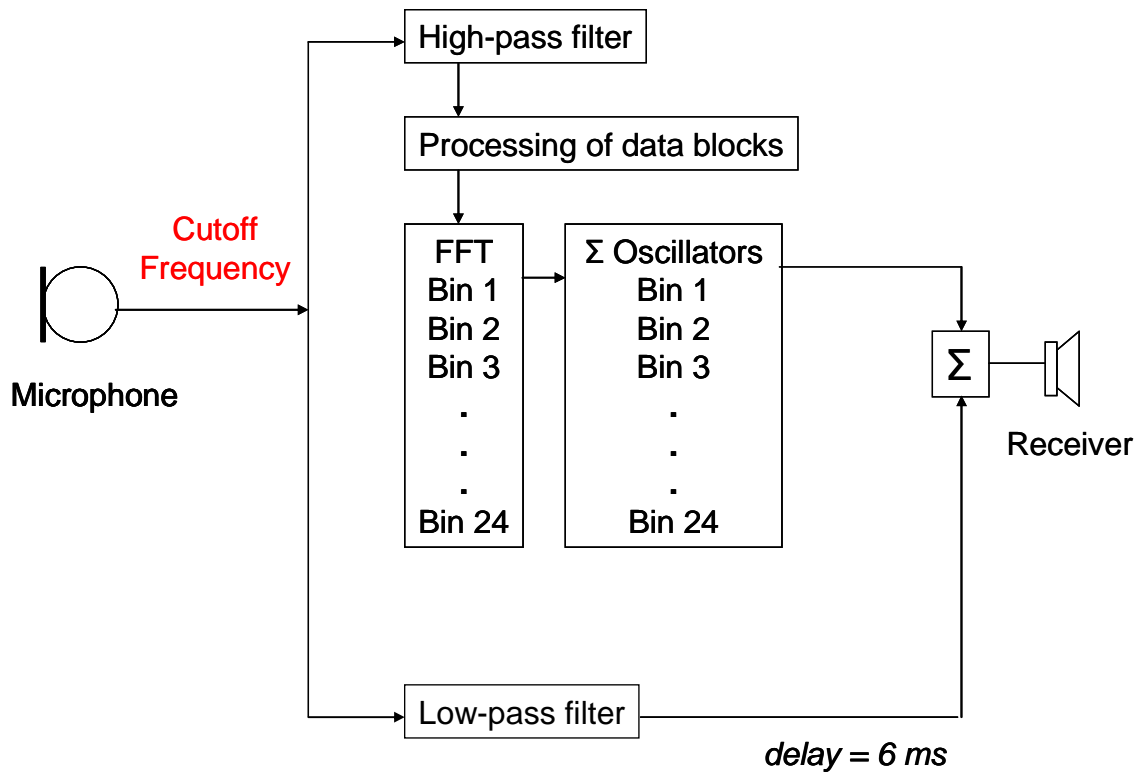 High-pass filter
Processing of data blocks
Cutoff
Frequency
FFT
Bin 1
Bin 2
Bin 3
.
.
.
Bin 24
Σ Oscillators
Bin 1
Bin 2
Bin 3
.
.
.
Bin 24
Microphone
Σ
Receiver
Low-pass filter
delay = 6 ms